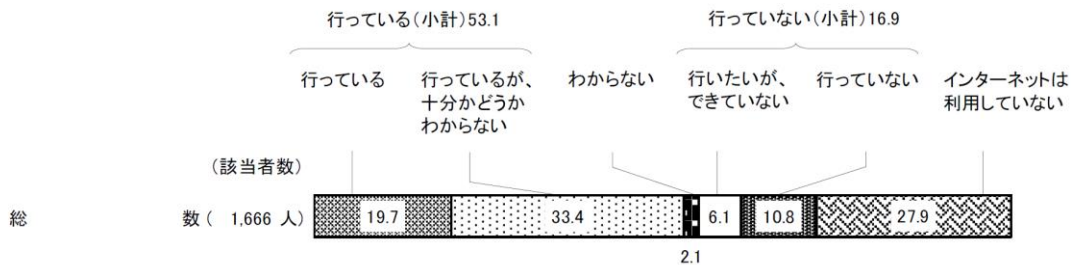 行っている(小計)53.1
行っていない(小計)16.9
行っている
行っているが、
十分かどうか
わからない
わからない
行いたいが、
できていない
行っていない
インターネットは
利用していない
(該当者数)
総 数 ( 1,666 人)
19.7
33.4
2.1
6.1
10.8
27.9